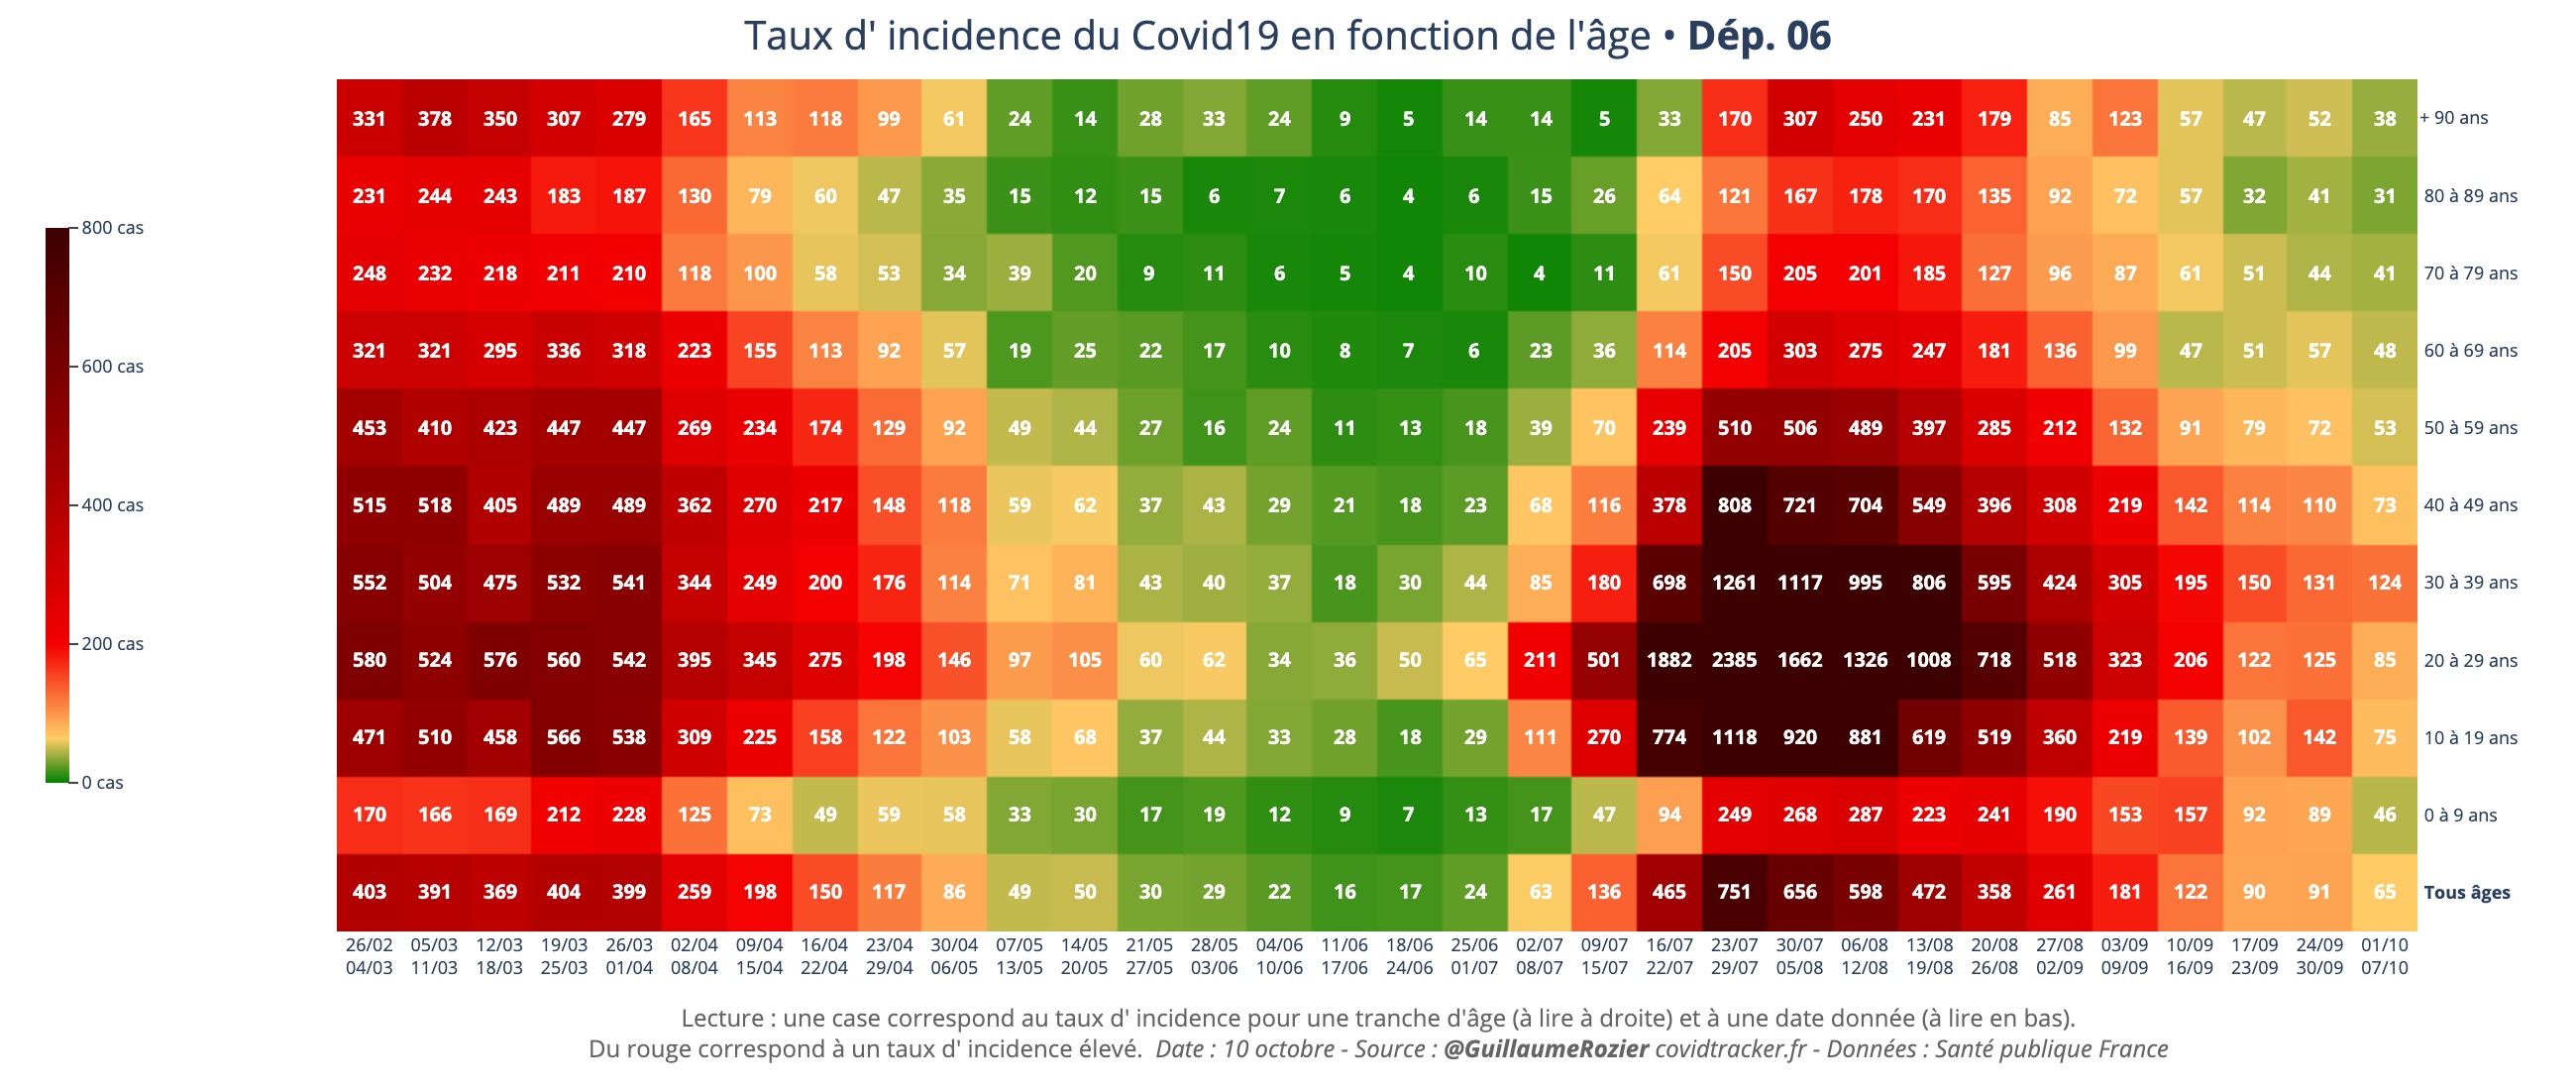 Taux d' incidence du Covid19 en fonction de l'âge • Dép. 06
800 cas
600 cas
400 cas
200 cas
0 cas
331 378 350 307 279 165 113 118 99 61 24 14 28 33 24 9 5 14 14 5 33 170 307 250 231 179 85 123 57 47 52 38 + 90 ans
231 244 243 183 187 130 79 60 47 35 15 12 15 6 7 6 4 6 15 26 64 121 167 178 170 135 92 72 57 32 41 31 80 à 89 ans
248 232 218 211 210 118 100 58 53 34 39 20 9 11 6 5 4 10 4 11 61 150 205 201 185 127 96 87 61 51 44 41 70 à 79 ans
321 321 295 336 318 223 155 113 92 57 19 25 22 17 10 8 7 6 23 36 114 205 303 275 247 181 136 99 47 51 57 48 60 à 69 ans
453 410 423 447 447 269 234 174 129 92 49 44 27 16 24 11 13 18 39 70 239 510 506 489 397 285 212 132 91 79 72 53 50 à 59 ans
515 518 405 489 489 362 270 217 148 118 59 62 37 43 29 21 18 23 68 116 378 808 721 704 549 396 308 219 142 114 110 73 40 à 49 ans
552 504 475 532 541 344 249 200 176 114 71 81 43 40 37 18 30 44 85 180 698 1261 1117 995 806 595 424 305 195 150 131 124 30 à 39 ans
580 524 576 560 542 395 345 275 198 146 97 105 60 62 34 36 50 65 211 501 1882 2385 1662 1326 1008 718 518 323 206 122 125 85 20 à 29 ans
471 510 458 566 538 309 225 158 122 103 58 68 37 44 33 28 18 29 111 270 774 1118 920 881 619 519 360 219 139 102 142 75 10 à 19 ans
170 166 169 212 228 125 73 49 59 58 33 30 17 19 12 9 7 13 17 47 94 249 268 287 223 241 190 153 157 92 89 46 0 à 9 ans
403 391 369 404 399 259 198 150 117 86 49 50 30 29 22 16 17 24 63 136 465 751 656 598 472 358 261 181 122 90 91 65 Tous âges
26/02 05/03 12/03 19/03 26/03 02/04 09/04 16/04 23/04 30/04 07/05 14/05 21/05 28/05 04/06 11/06 18/06 25/06 02/07 09/07 16/07 23/07 30/07 06/08 13/08 20/08 27/08 03/09 10/09 17/09 24/09 01/10
04/03 11/03 18/03 25/03 01/04 08/04 15/04 22/04 29/04 06/05 13/05 20/05 27/05 03/06 10/06 17/06 24/06 01/07 08/07 15/07 22/07 29/07 05/08 12/08 19/08 26/08 02/09 09/09 16/09 23/09 30/09 07/10
Lecture : une case correspond au taux d' incidence pour une tranche d'âge (à lire à droite) et à une date donnée (à lire en bas).
Du rouge correspond à un taux d' incidence élevé. Date : 10 octobre - Source : @GuillaumeRozier covidtracker.fr - Données : Santé publique France